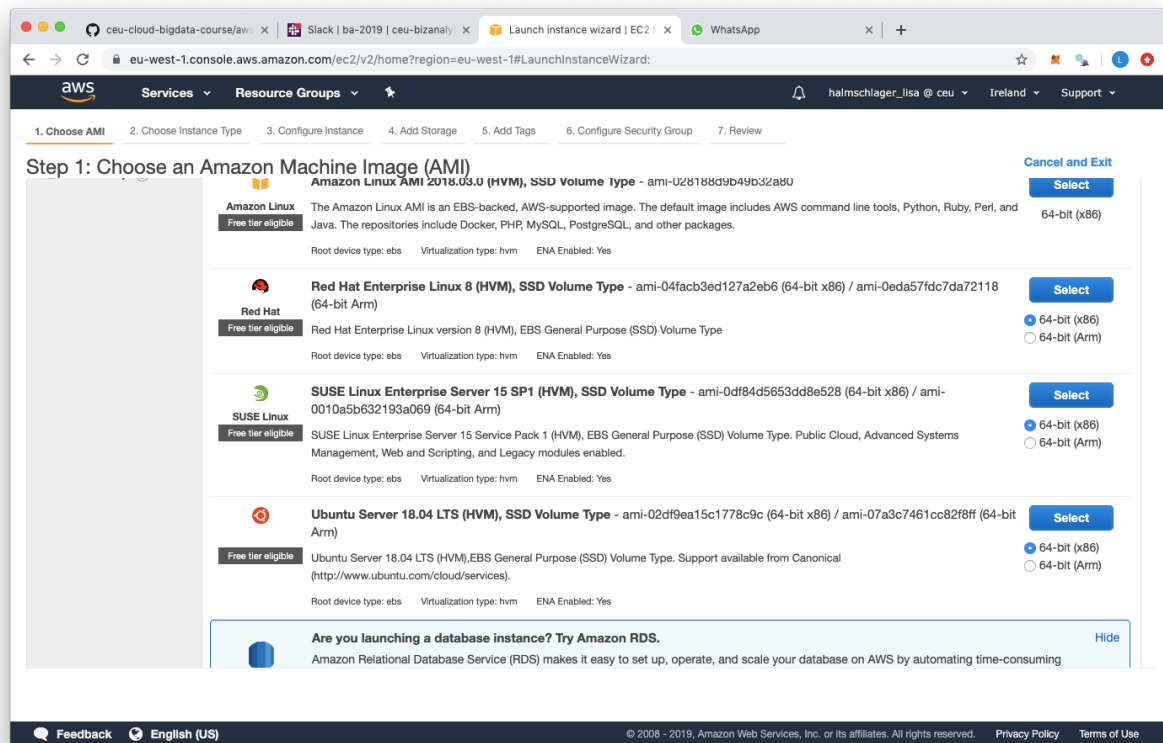 ceu-cloud-bigdata-course/aws
Slack | ba-2019 | ceu-bizanaly
Launch instance wizard | EC2 M
WhatsApp
eu-west-1.console.aws.amazon.com/ec2/v2/home?region=eu-west-1#LaunchInstanceWizard:
L
aws
Services
Resource Groups
halmschlager_lisa @ ceu
Ireland
Support
1. Choose AMI
2. Choose Instance Type
3. Configure Instance
4. Add Storage
5. Add Tags
6. Configure Security Group
7. Review
Step 1: Choose an Amazon Machine Image (AMI)
Cancel and Exit
Amazon Linux
Free tier eligible
Amazon Linux AMI 2018.03.0 (HVM), SSD Volume Type - ami-028188d9b49b32a80
The Amazon Linux AMI is an EBS-backed, AWS-supported image. The default image includes AWS command line tools, Python, Ruby, Perl, and
Java. The repositories include Docker, PHP, MySQL, PostgreSQL, and other packages.
Root device type: ebs Virtualization type: hvm ENA Enabled: Yes
Select
64-bit (x86)
Red Hat
Free tier eligible
Red Hat Enterprise Linux 8 (HVM), SSD Volume Type - ami-04facb3ed127a2eb6 (64-bit x86) / ami-0eda57fdc7da72118
(64-bit Arm)
Red Hat Enterprise Linux version 8 (HVM), EBS General Purpose (SSD) Volume Type
Root device type: ebs Virtualization type: hvm ENA Enabled: Yes
Select
64-bit (x86)
64-bit (Arm)
SUSE Linux
Free tier eligible
SUSE Linux Enterprise Server 15 SP1 (HVM), SSD Volume Type - ami-0df84d5653dd8e528 (64-bit x86) / ami-
0010a5b632193a069 (64-bit Arm)
SUSE Linux Enterprise Server 15 Service Pack 1 (HVM), EBS General Purpose (SSD) Volume Type. Public Cloud, Advanced Systems
Management, Web and Scripting, and Legacy modules enabled.
Root device type: ebs Virtualization type: hvm ENA Enabled: Yes
Select
64-bit (x86)
64-bit (Arm)
Free tier eligible
Ubuntu Server 18.04 LTS (HVM), SSD Volume Type - ami-02df9ea15c1778c9c (64-bit x86) / ami-07a3c7461cc82f8ff (64-bit
Arm)
Ubuntu Server 18.04 LTS (HVM),EBS General Purpose (SSD) Volume Type. Support available from Canonical
(http://www.ubuntu.com/cloud/services).
Root device type: ebs Virtualization type: hvm ENA Enabled: Yes
Select
64-bit (x86)
64-bit (Arm)
Are you launching a database instance? Try Amazon RDS.
Hide
Amazon Relational Database Service (RDS) makes it easy to set up, operate, and scale your database on AWS by automating time-consuming
Feedback
English (US)
© 2008 - 2019, Amazon Web Services, Inc. or its affiliates. All rights reserved.
Privacy Policy
Terms of Use